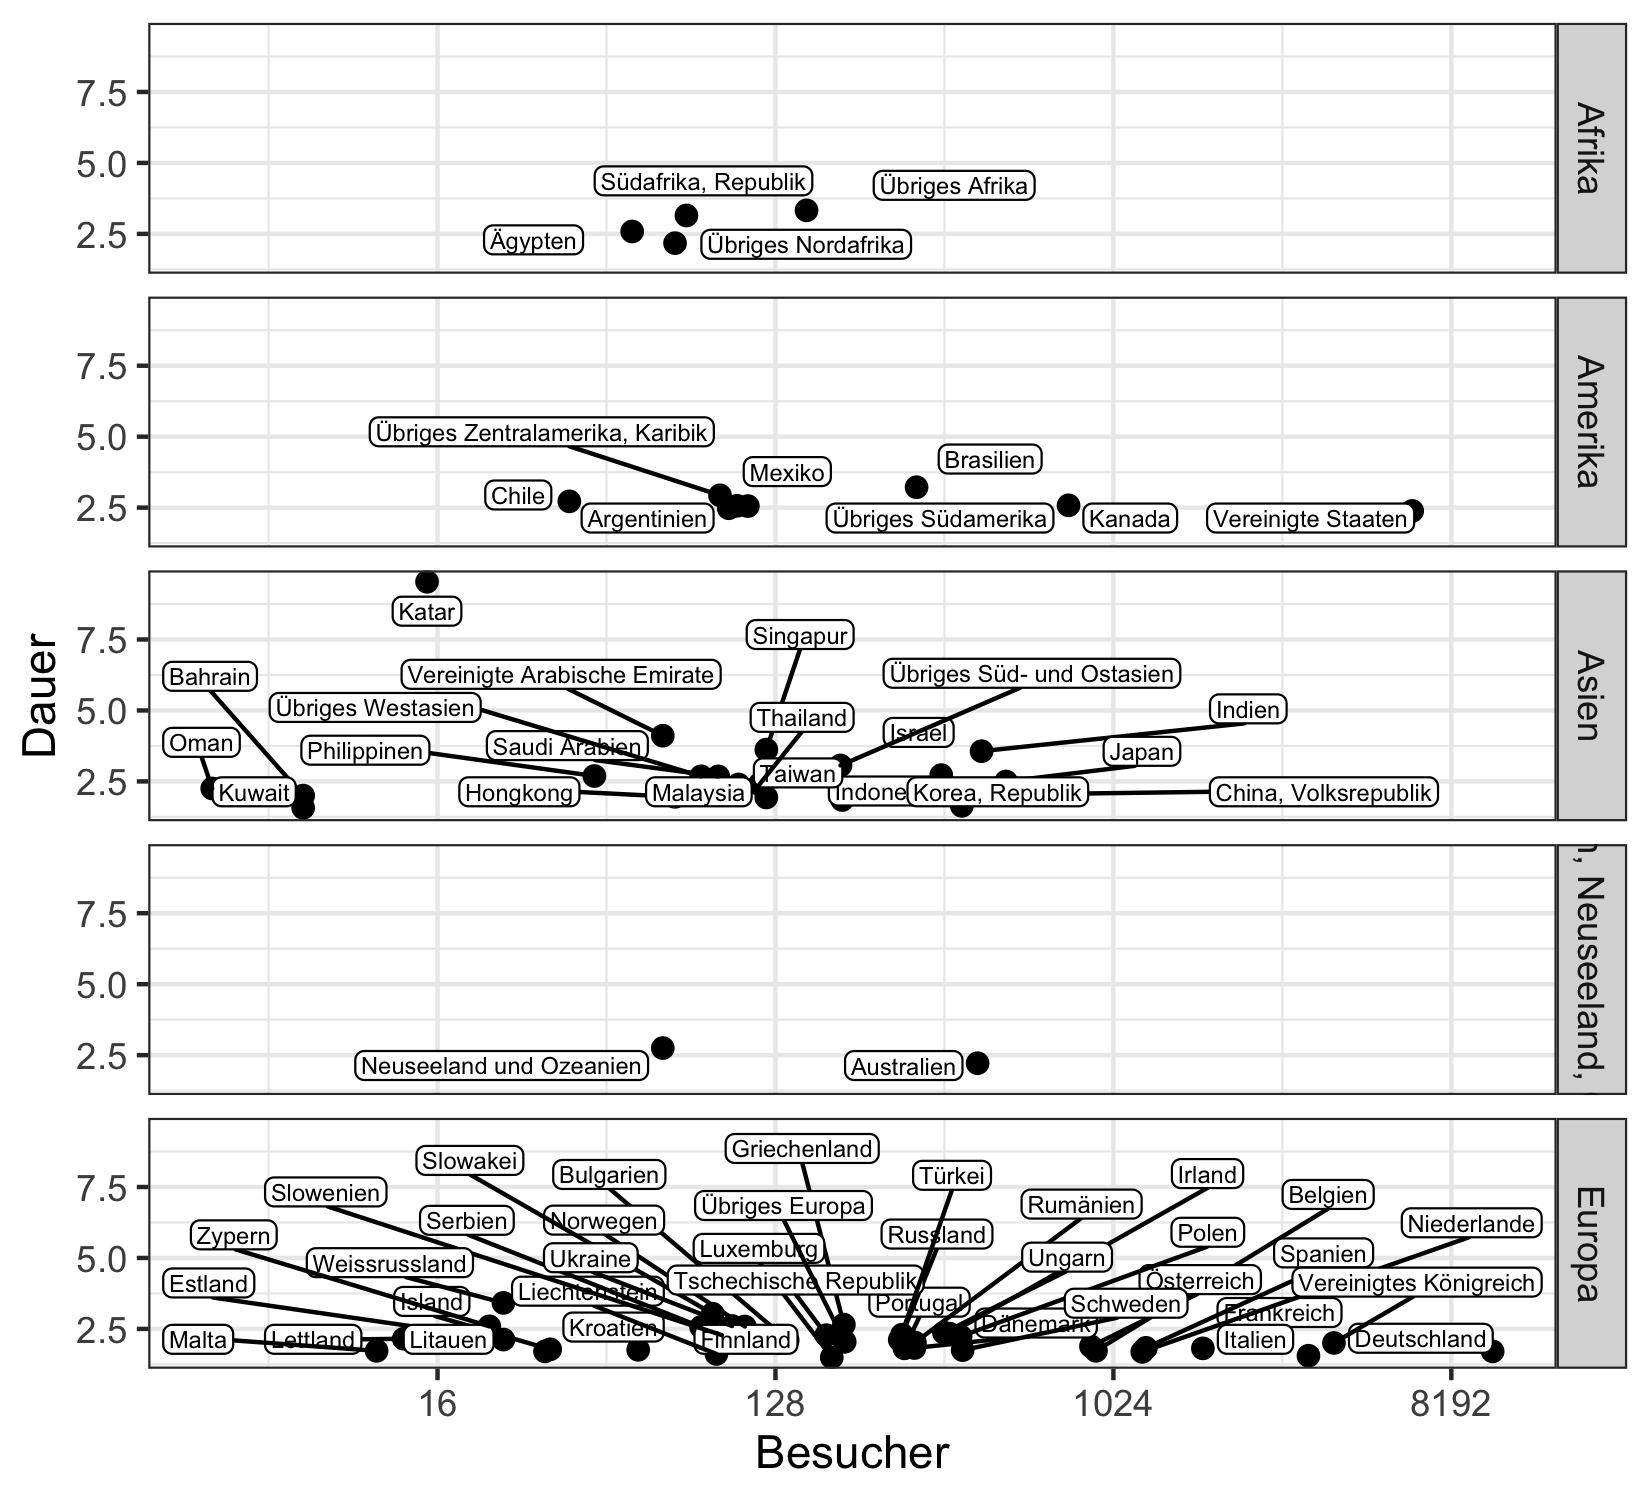 7.5
5.0
2.5
Südafrika, Republik
Übriges Afrika
Ägypten
Übriges Nordafrika
Afrika
7.5
5.0
2.5
Übriges Zentralamerika, Karibik
Brasilien
Mexiko
Chile
Argentinien
Übriges Südamerika
Kanada
Vereinigte Staaten
Amerika
Dauer
7.5
5.0
2.5
Katar
Singapur
Bahrain
Vereinigte Arabische Emirate
Übriges Süd- und Ostasien
Übriges Westasien
Thailand
Indien
Oman
Philippinen
Saudi Arabien
Israel
Japan
Taiwan
Kuwait
Hongkong
Malaysia
Indone
Korea, Republik
China, Volksrepublik
Asien
7.5
5.0
2.5
Neuseeland und Ozeanien
Australien
, Neuseeland,
7.5
5.0
2.5
Griechenland
Slowakei
Bulgarien
Türkei
Irland
Slowenien
Belgien
Übriges Europa
Rumänien
Serbien
Norwegen
Niederlande
Zypern
Russland
Polen
Luxemburg
Weissrussland
Ukraine
Ungarn
Spanien
Estland
Tschechische Republik
Österreich
Vereinigtes Königreich
Liechtenstein
Island
Portugal
Schweden
Frankreich
Kroatien
Dänemark
Malta
Lettland
Litauen
Finnland
Italien
Deutschland
Europa
16
128
1024
8192
Besucher